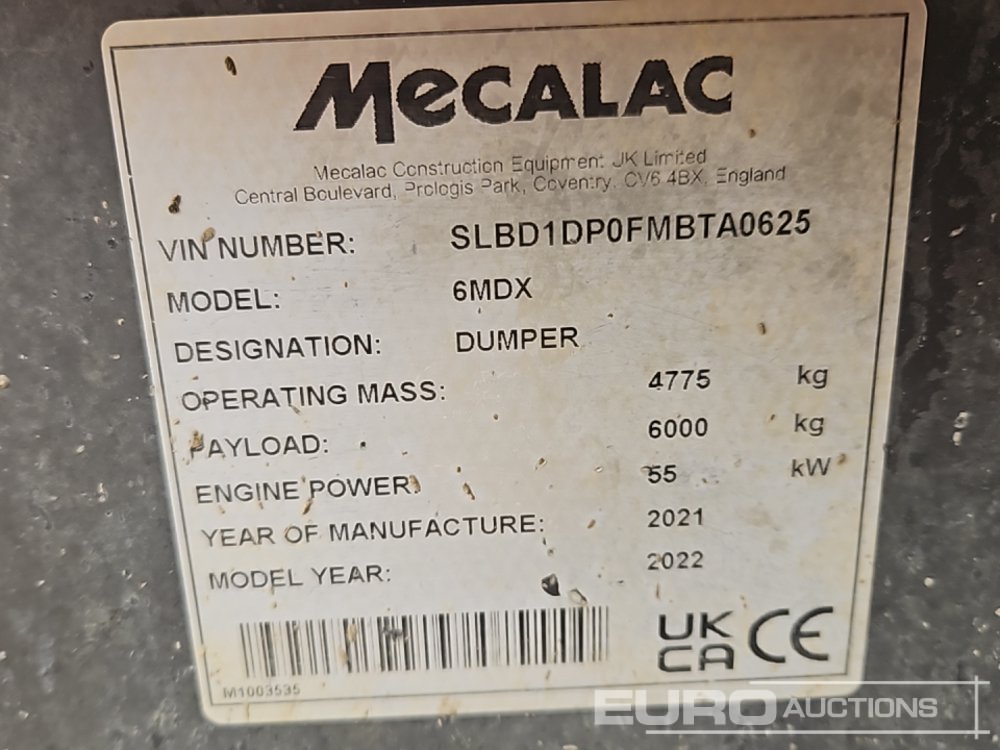 MeCALAC
Mecalac Construction Equipment UK Limited
Central Boulevard, Prologis Park, Coventry, CV6 4BX, England
VIN NUMBER: SLBD1DP0FMBTA0625
MODEL: 6MDX
DESIGNATION: DUMPER
OPERATING MASS: 4775 kg
PAYLOAD: 6000 kg
ENGINE POWER: 55 kW
YEAR OF MANUFACTURE: 2021
MODEL YEAR: 2022
UK CE
CA
M1003535
EURO AUCTIONS